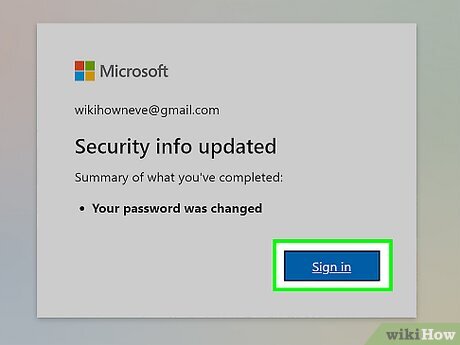 Microsoft
wikihowneve@gmail.com
Security info updated
Summary of what you've completed:
• Your password was changed
Sign in
wikiHow